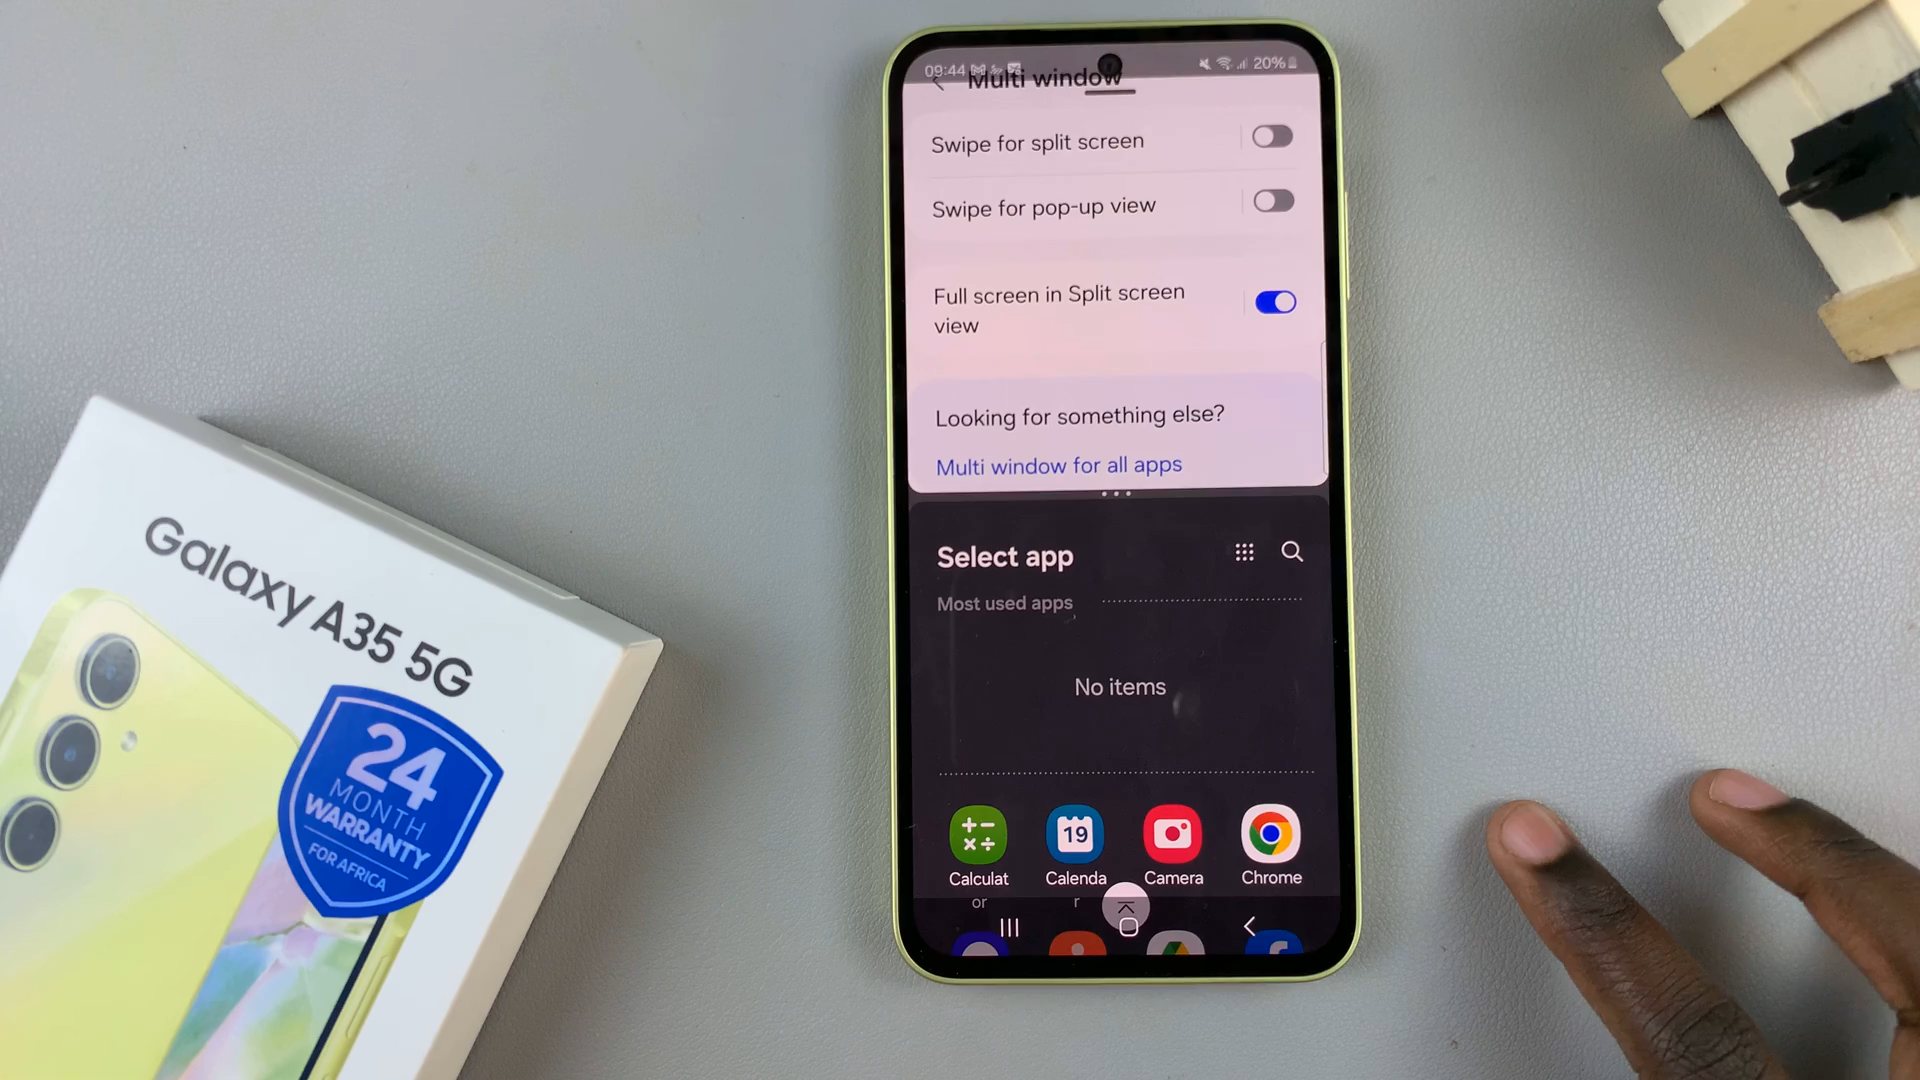 09:44
20%
Multi window
Swipe for split screen
Swipe for pop-up view
Full screen in Split screen
view
Looking for something else?
Multi window for all apps
Select app
Most used apps
No items
19
Calculat
or
Calenda
r
Camera
Chrome
Galaxy A35 5G
24
MONTH
WARRANTY
FOR AFRICA